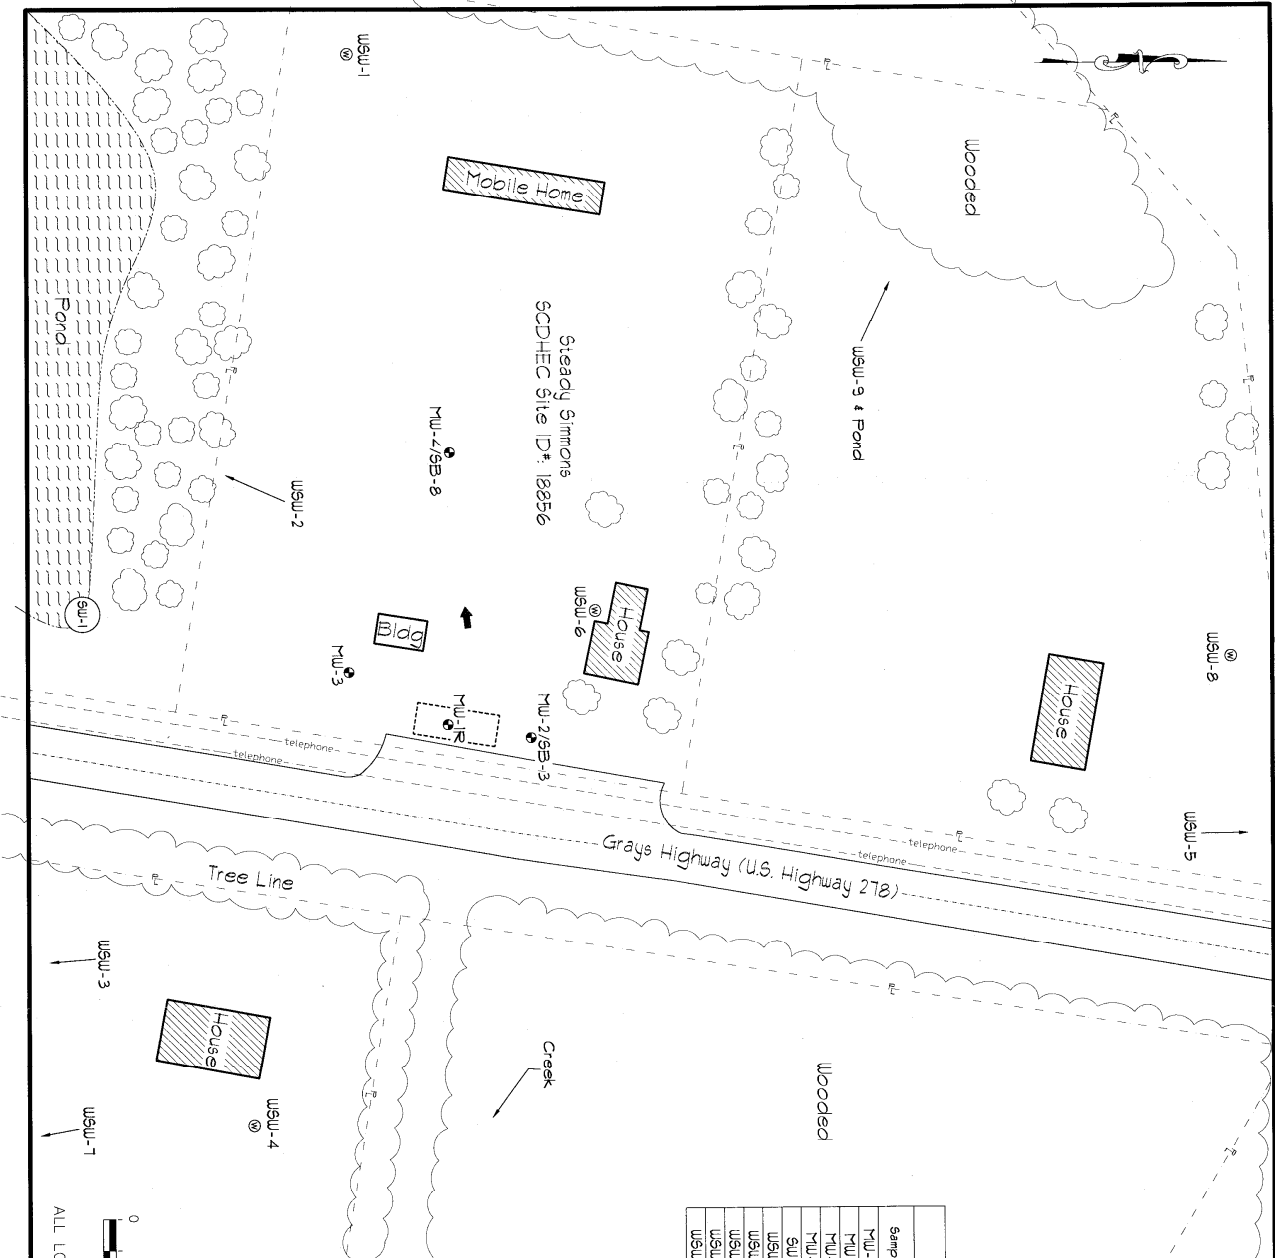 WSW-1
Mobile Home
Wooded
Pond
Steady Simmons
SCDHEC Site ID#: 18856
WSW-9 & Pond
MW-4/SB-8
WSW-2
SW-1
Bldg
House
WSW-6
WSW-8
House
MW-3
MW-1R
MW-2/SB-3
WSW-5
telephone
telephone
telephone
telephone
Grays Highway (U.S. Highway 278)
Tree Line
WSW-3
House
Creek
Wooded
WSW-4
WSW-7
0